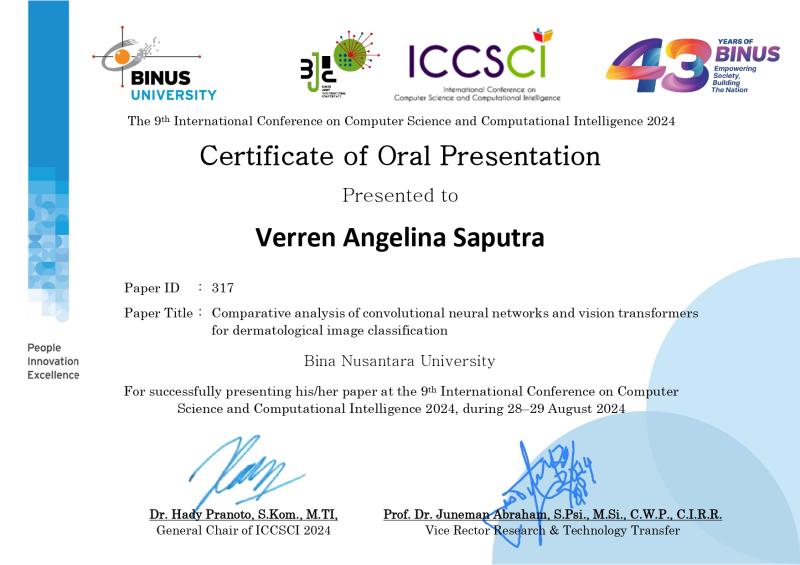 BINUS
UNIVERSITY
BJIC
ICCSCI
International Conference on
Computer Science and Computational Intelligence
43
YEARS OF
BINUS
Empowering
Society,
Building
The Nation
The 9th International Conference on Computer Science and Computational Intelligence 2024
Certificate of Oral Presentation
Presented to
Verren Angelina Saputra
Paper ID : 317
Paper Title : Comparative analysis of convolutional neural networks and vision transformers
for dermatological image classification
People
Innovation
Excellence
Bina Nusantara University
For successfully presenting his/her paper at the 9th International Conference on Computer
Science and Computational Intelligence 2024, during 28–29 August 2024
Dr. Hady Pranoto, S.Kom., M.TI,
General Chair of ICCSCI 2024
Prof. Dr. Juneman Abraham, S.Psi., M.Si., C.W.P., C.I.R.R.
Vice Rector Research & Technology Transfer